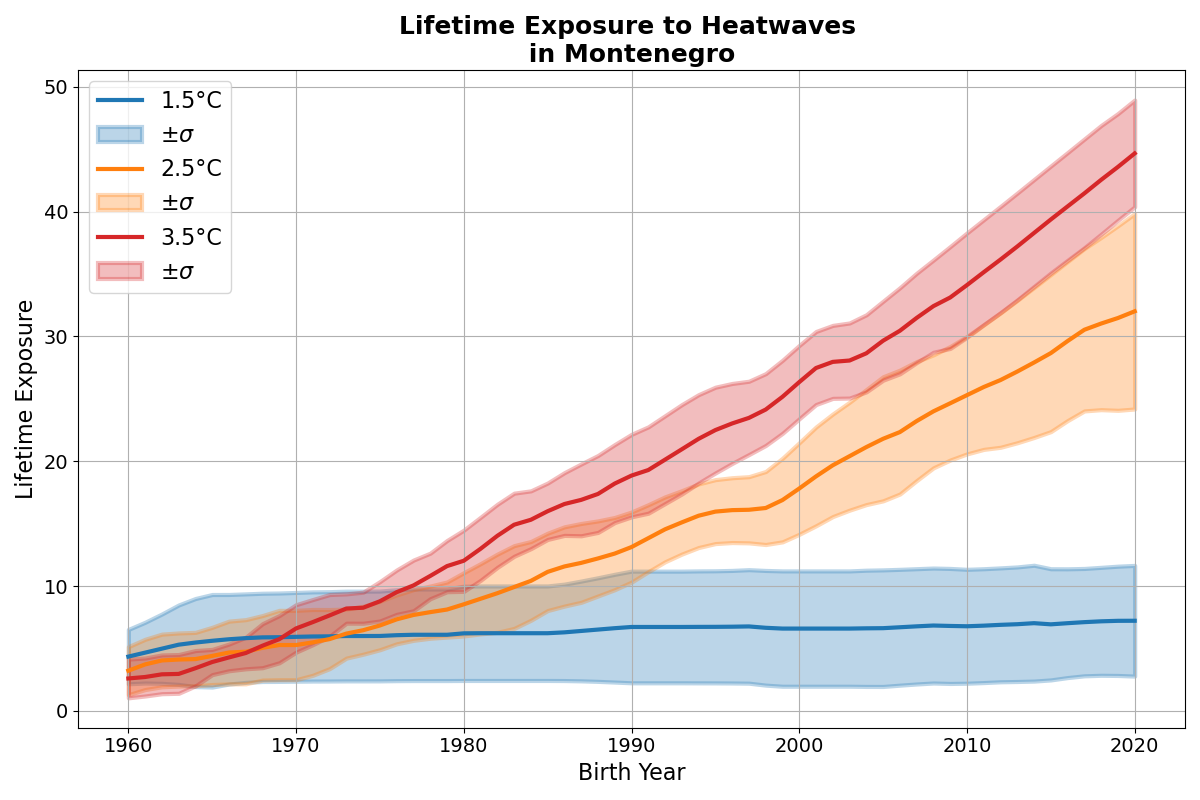 Lifetime Exposure to Heatwaves
in Montenegro
1.5°C
±σ
2.5°C
±σ
3.5°C
±σ
Lifetime Exposure
50
40
30
20
10
0
1960 1970 1980 1990 2000 2010 2020
Birth Year